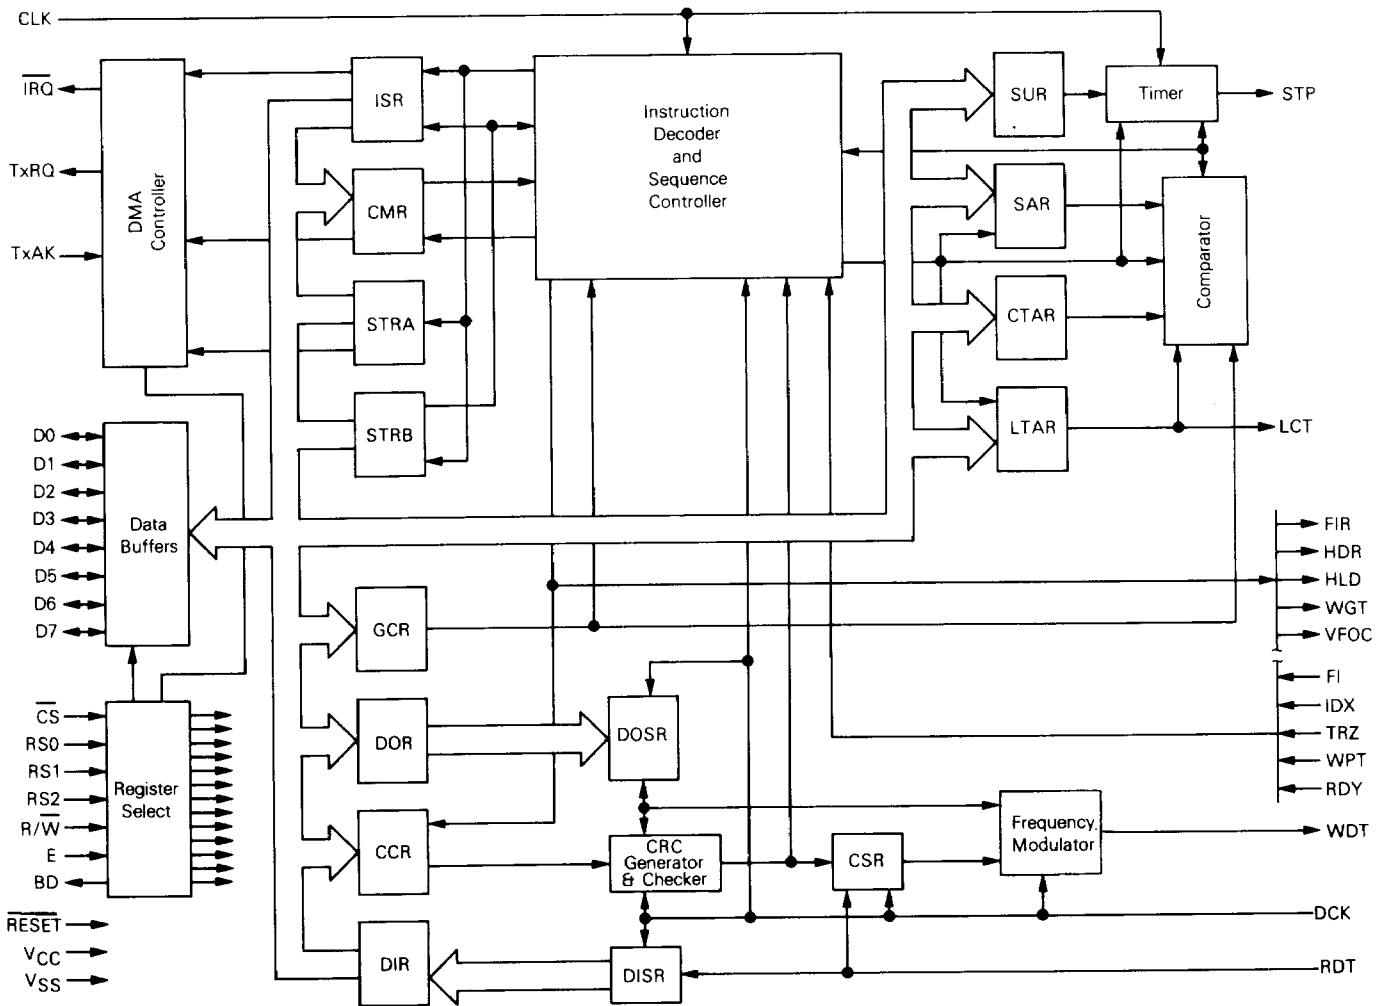 CLK
IRQ
TxRQ
TxAK
DMA
Controller
ISR
CMR
STRA
STRB
Instruction
Decoder
and
Sequence
Controller
SUR
SAR
CTAR
LTAR
Timer
Comparator
STP
LCT
D0
D1
D2
D3
D4
D5
D6
D7
Data
Buffers
GCR
DOR
CCR
DIR
DOSR
CRC
Generator
& Checker
DISR
CSR
Frequency
Modulator
FIR
HDR
HLD
WGT
VFOC
FI
IDX
TRZ
WPT
RDY
WDT
DCK
RDT
CS
RS0
RS1
RS2
R/W
E
BD
Register
Select
RESET
VCC
VSS